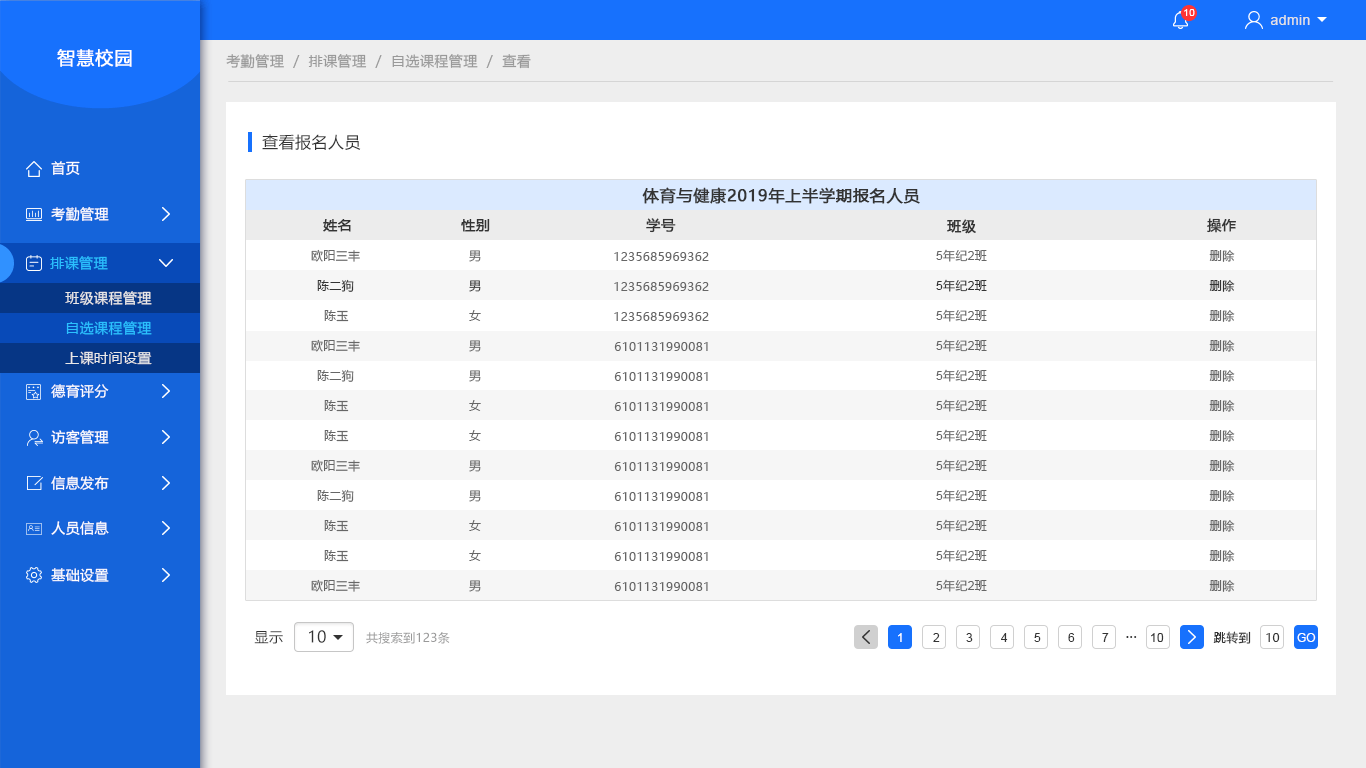 智慧校园
首页
考勤管理
排课管理
班级课程管理
自选课程管理
上课时间设置
德育评分
访客管理
信息发布
人员信息
基础设置
10
admin
考勤管理 / 排课管理 / 自选课程管理 / 查看
查看报名人员
体育与健康2019年上半学期报名人员
姓名 性别 学号 班级 操作
欧阳三丰 男 1235685969362 5年纪2班 删除
陈二狗 男 1235685969362 5年纪2班 删除
陈玉 女 1235685969362 5年纪2班 删除
欧阳三丰 男 6101131990081 5年纪2班 删除
陈二狗 男 6101131990081 5年纪2班 删除
陈玉 女 6101131990081 5年纪2班 删除
陈玉 女 6101131990081 5年纪2班 删除
欧阳三丰 男 6101131990081 5年纪2班 删除
陈二狗 男 6101131990081 5年纪2班 删除
陈玉 女 6101131990081 5年纪2班 删除
陈玉 女 6101131990081 5年纪2班 删除
欧阳三丰 男 6101131990081 5年纪2班 删除
显示 10 共搜索到123条 1 2 3 4 5 6 7 ··· 10 跳转到 10 GO